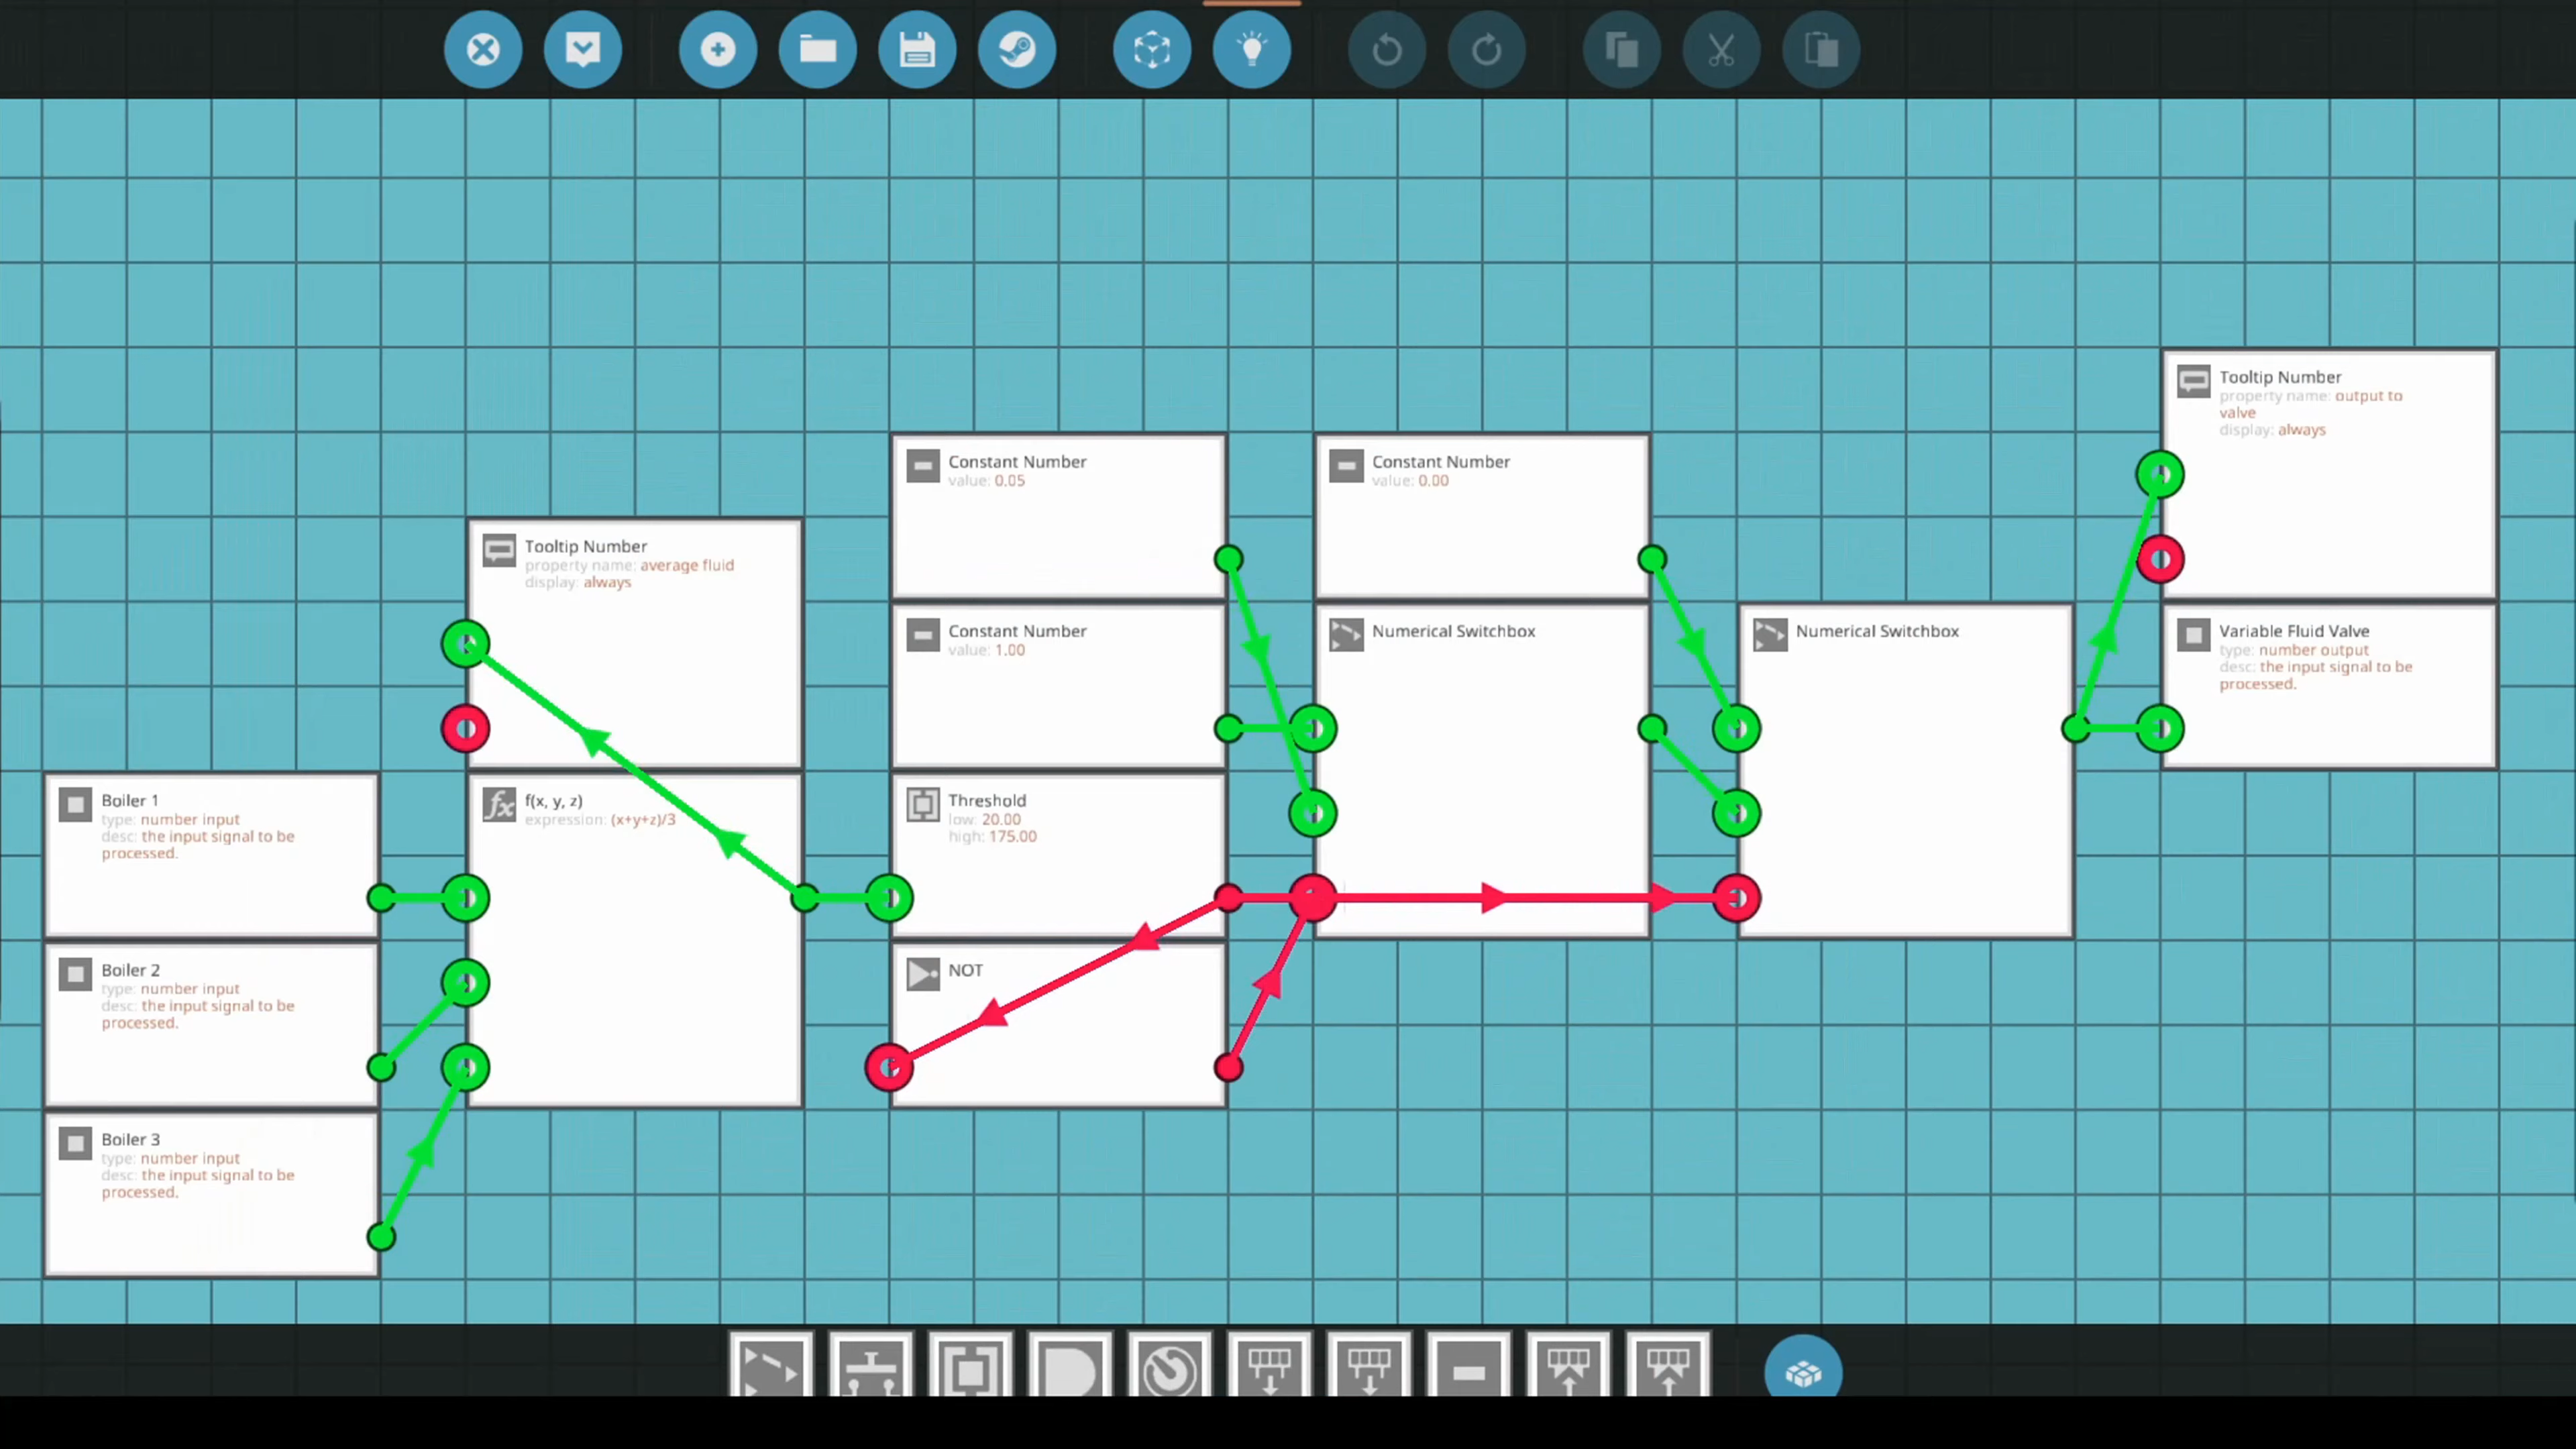 Tooltip Number
property name: output to
valve
display: always
Constant Number
value: 0.05
Constant Number
value: 0.00
Tooltip Number
property name: average fluid
display: always
Constant Number
value: 1.00
Numerical Switchbox
Numerical Switchbox
Variable Fluid Valve
type: number output
desc: the input signal to be
processed.
Boiler 1
type: number input
desc: the input signal to be
processed.
f(x, y, z)
expression: (x+y+z)/3
Threshold
low: 20.00
high: 175.00
Boiler 2
type: number input
desc: the input signal to be
processed.
NOT
Boiler 3
type: number input
desc: the input signal to be
processed.